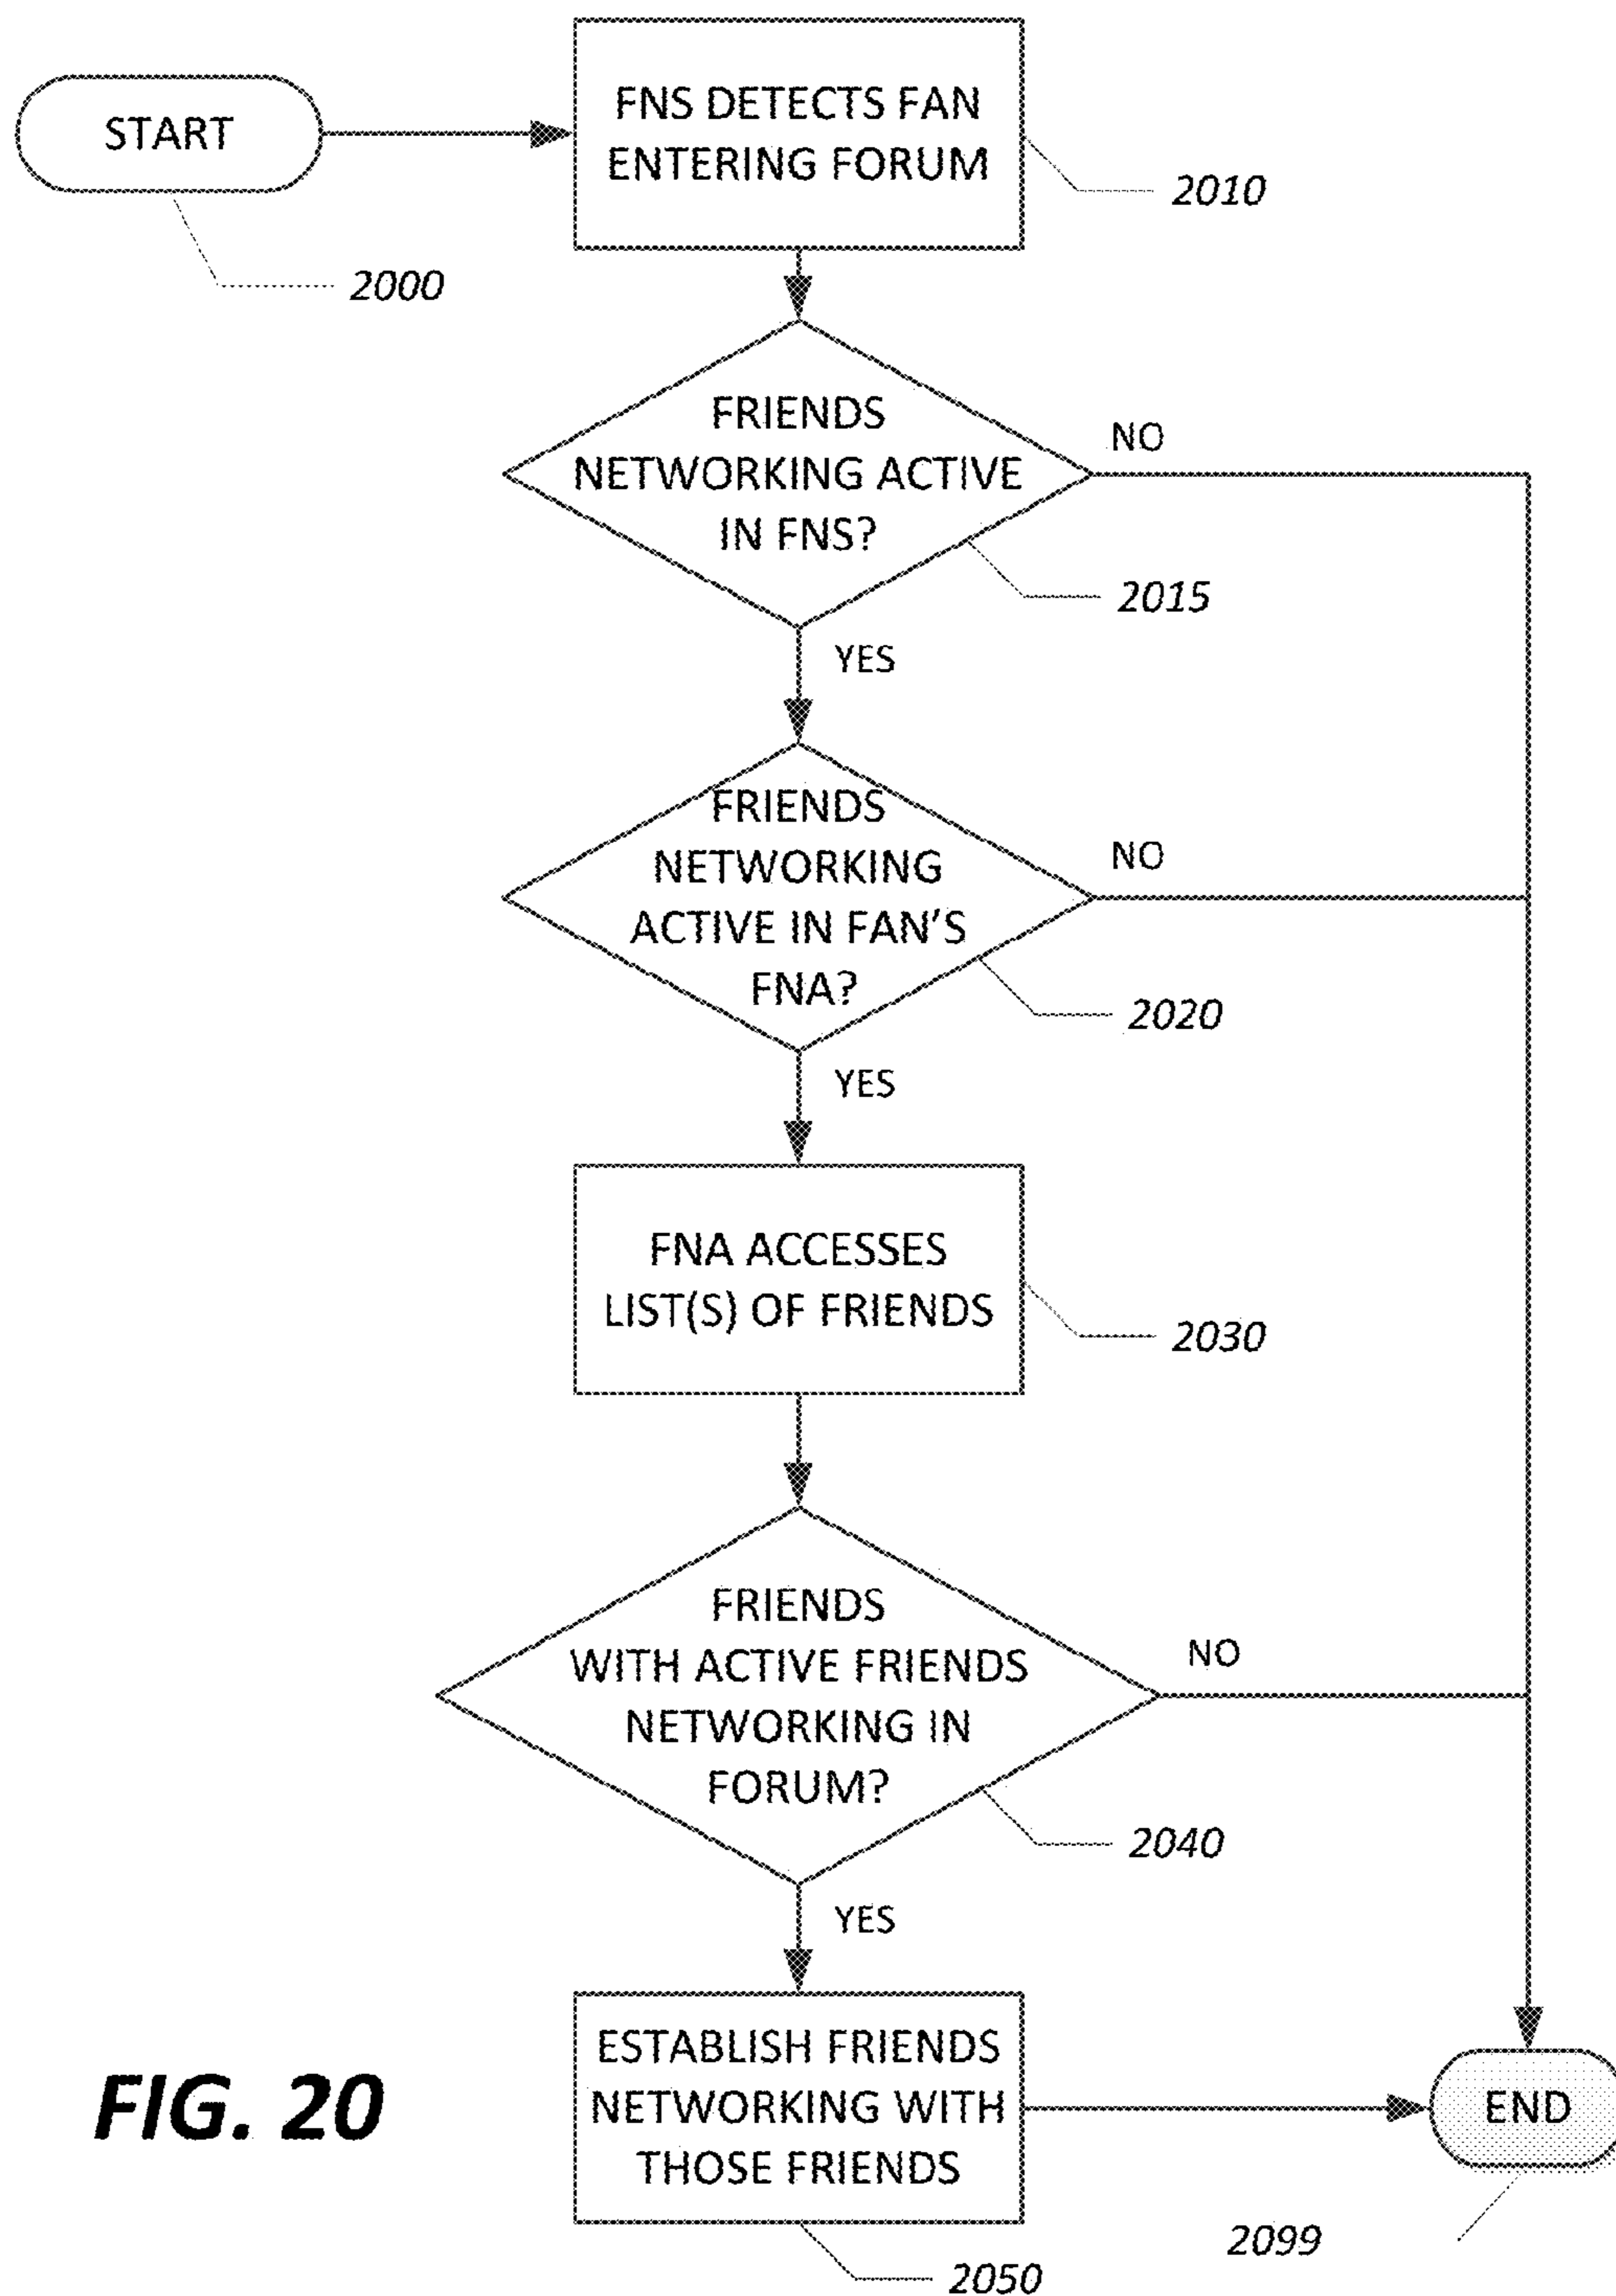 START
2000
FNS DETECTS FAN
ENTERING FORUM
2010
FRIENDS
NETWORKING ACTIVE
IN FNS?
NO
2015
YES
FRIENDS
NETWORKING
ACTIVE IN FAN'S
FNA?
NO
2020
YES
FNA ACCESSES
LIST(S) OF FRIENDS
2030
FRIENDS
WITH ACTIVE FRIENDS
NETWORKING IN
FORUM?
NO
2040
YES
ESTABLISH FRIENDS
NETWORKING WITH
THOSE FRIENDS
2050
END
2099
FIG. 20